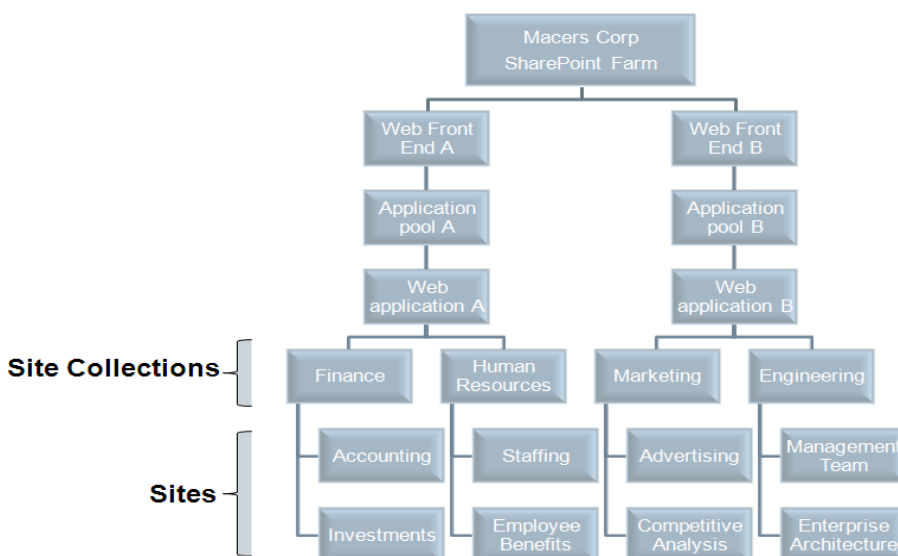 Macers Corp
SharePoint Farm
Web Front
End A
Web Front
End B
Application
pool A
Application
pool B
Web
application A
Web
application B
Site Collections
Finance
Human
Resources
Marketing
Engineering
Sites
Accounting
Staffing
Advertising
Management
Team
Investments
Employee
Benefits
Competitive
Analysis
Enterprise
Architecture